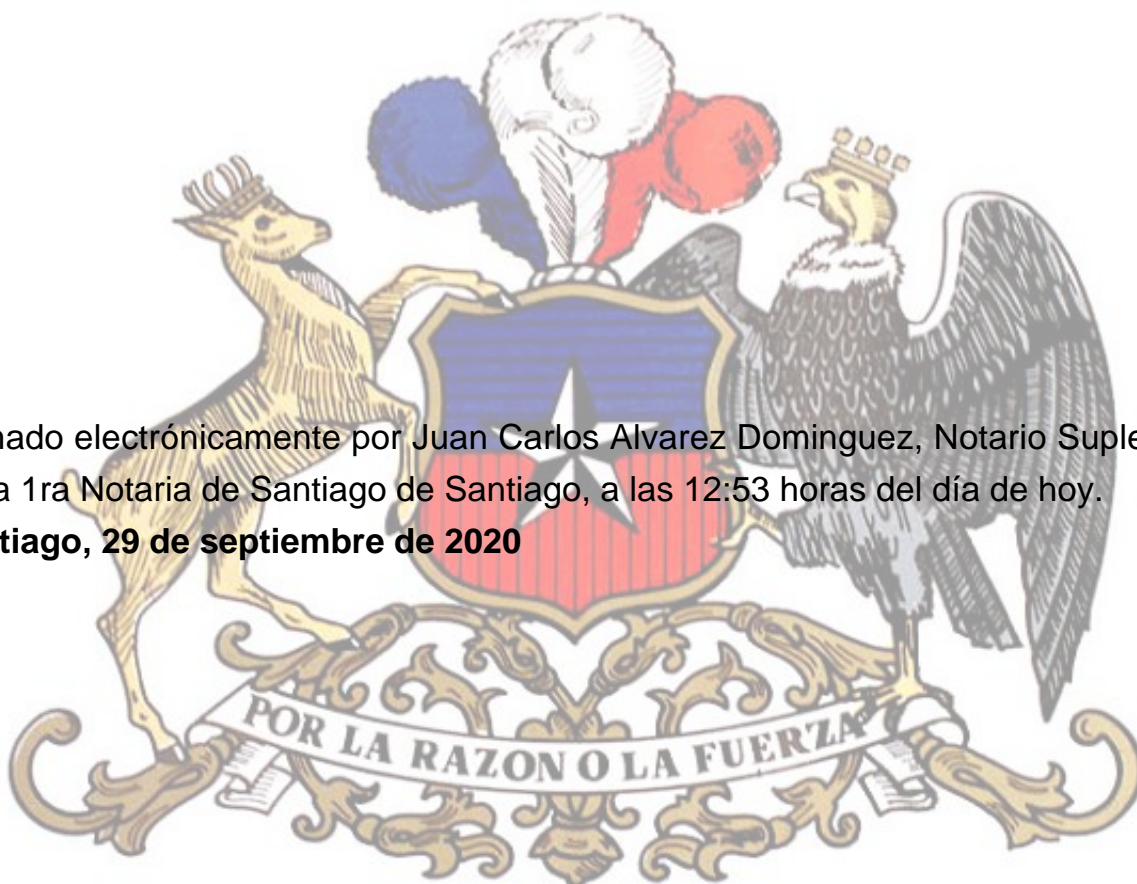 nado electrónicamente por Juan Carlos Alvarez Dominguez, Notario Suple
a 1ra Notaria de Santiago de Santiago, a las 12:53 horas del día de hoy.
tiago, 29 de septiembre de 2020
POR LA RAZON O LA FUERZA